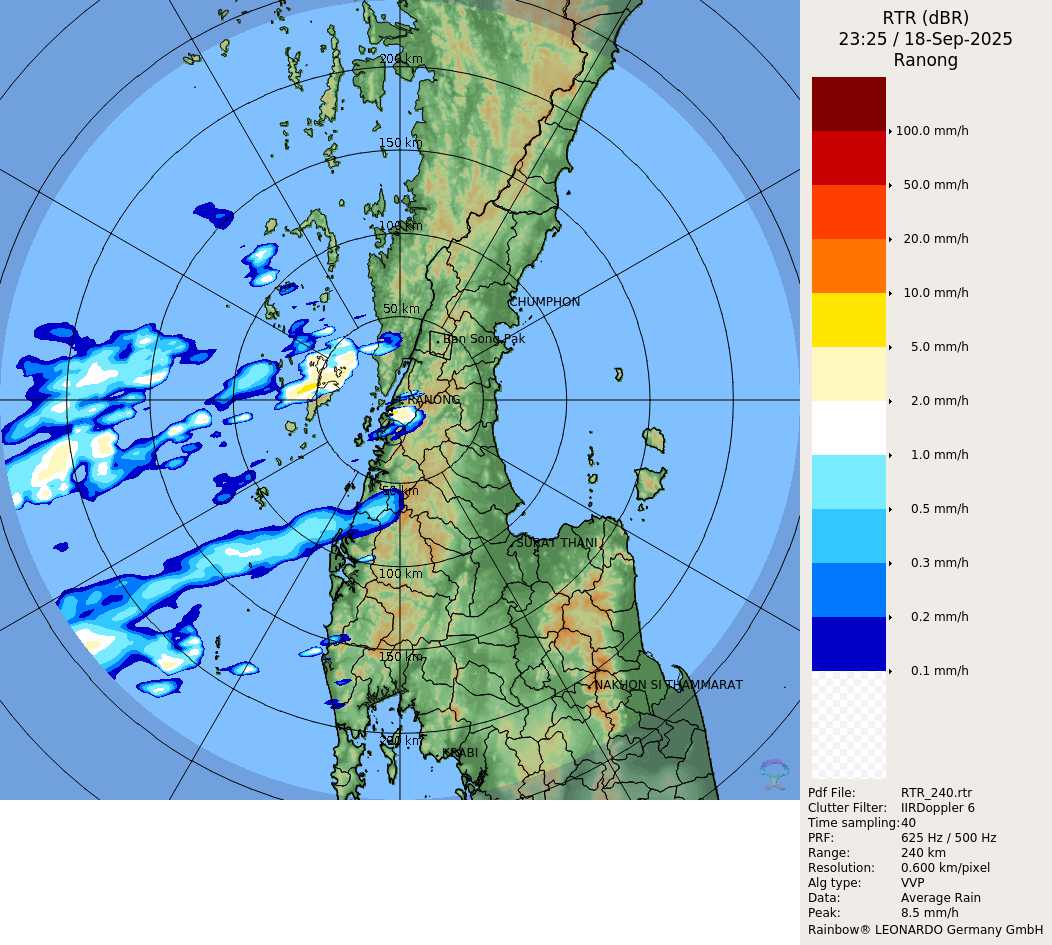 RTR (dBR)
23:25 / 18-Sep-2025
Ranong
200 km
150 km
100 km
50 km
CHUMPHON
Ban Song Pak
RANONG
50 km
SURAT THANI
100 km
150 km
NAKHON SI THAMMARAT
200 km
KRABI
100.0 mm/h
50.0 mm/h
20.0 mm/h
10.0 mm/h
5.0 mm/h
2.0 mm/h
1.0 mm/h
0.5 mm/h
0.3 mm/h
0.2 mm/h
0.1 mm/h
Pdf File: RTR_240.rtr
Clutter Filter: IIRDoppler 6
Time sampling:40
PRF: 625 Hz / 500 Hz
Range: 240 km
Resolution: 0.600 km/pixel
Alg type: VVP
Data: Average Rain
Peak: 8.5 mm/h
Rainbow® LEONARDO Germany GmbH